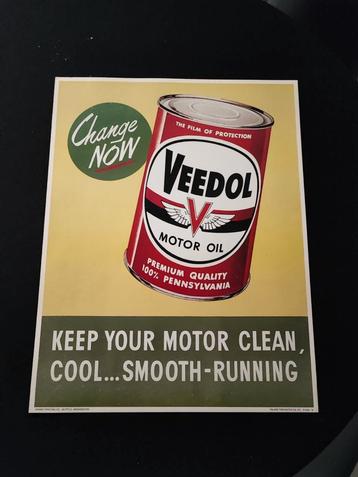 Change
NOW
THE FILM OF PROTECTION
VEEDOL
V
MOTOR OIL
PREMIUM QUALITY
100% PENNSYLVANIA
KEEP YOUR MOTOR CLEAN,
COOL...SMOOTH-RUNNING